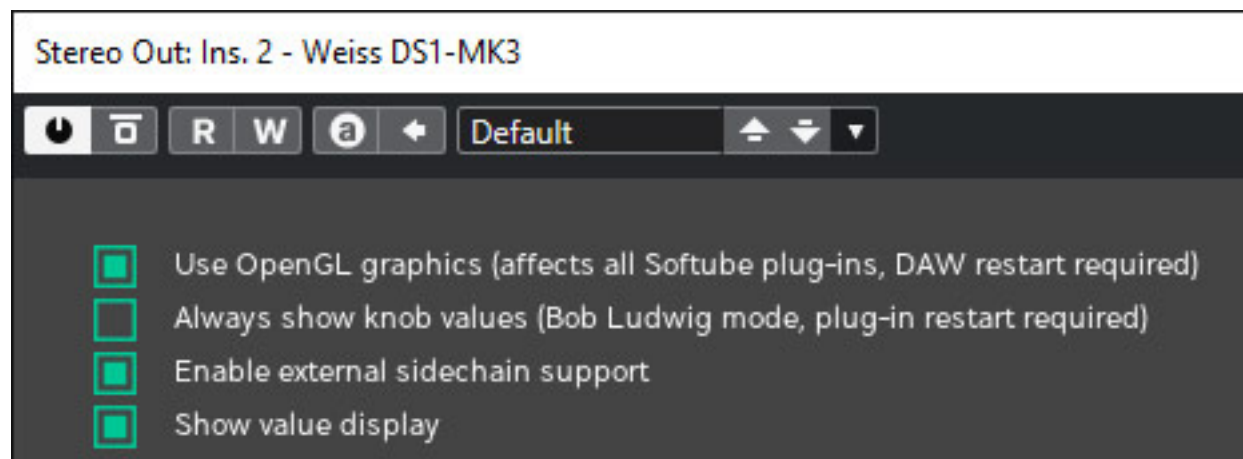 Stereo Out: Ins. 2 - Weiss DS1-MK3
R W a Default
Use OpenGL graphics (affects all Softube plug-ins, DAW restart required)
Always show knob values (Bob Ludwig mode, plug-in restart required)
Enable external sidechain support
Show value display